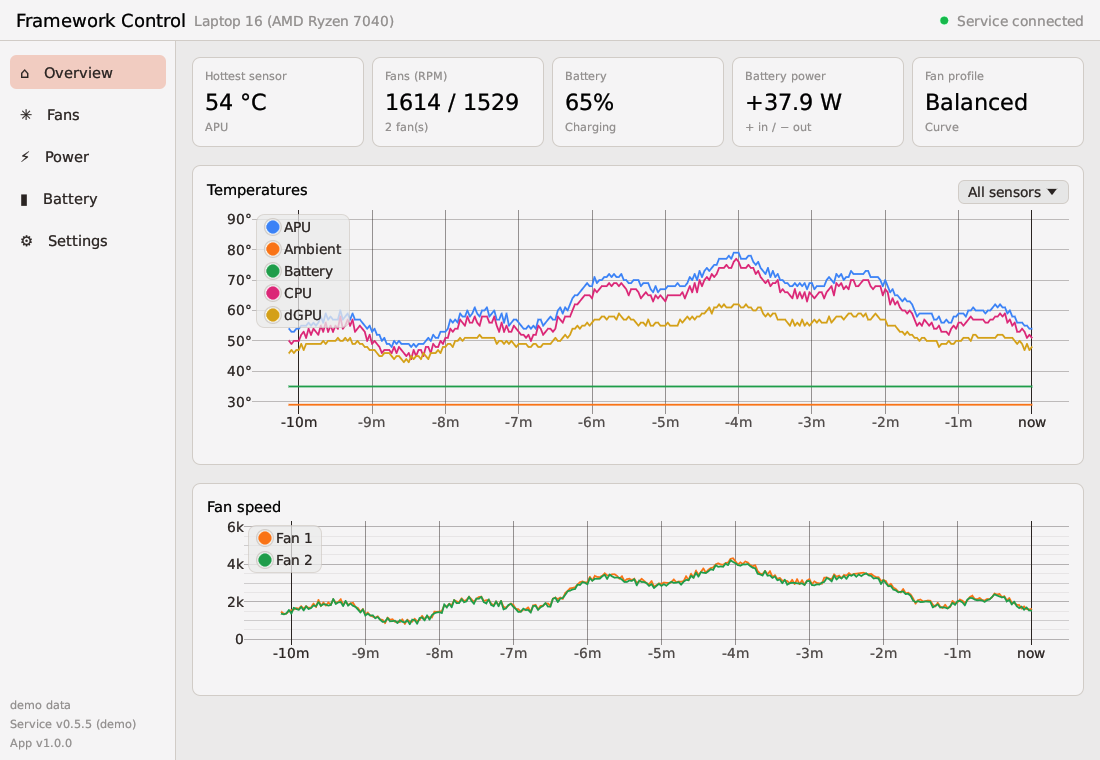 Framework Control Laptop 16 (AMD Ryzen 7040)
Service connected
Overview
Fans
Power
Battery
Settings
demo data
Service v0.5.5 (demo)
App v1.0.0
Hottest sensor
54 °C
APU
Fans (RPM)
1614 / 1529
2 fan(s)
Battery
65%
Charging
Battery power
+37.9 W
+ in / − out
Fan profile
Balanced
Curve
Temperatures
All sensors
90°
80°
70°
60°
50°
40°
30°
APU
Ambient
Battery
CPU
dGPU
-10m -9m -8m -7m -6m -5m -4m -3m -2m -1m now
Fan speed
6k
4k
2k
0
Fan 1
Fan 2
-10m -9m -8m -7m -6m -5m -4m -3m -2m -1m now